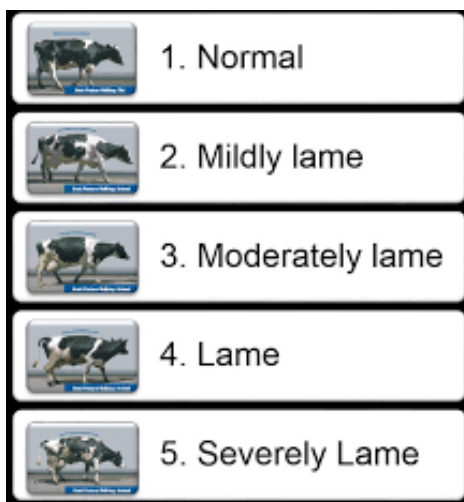 1. Normal
2. Mildly lame
3. Moderately lame
4. Lame
5. Severely Lame